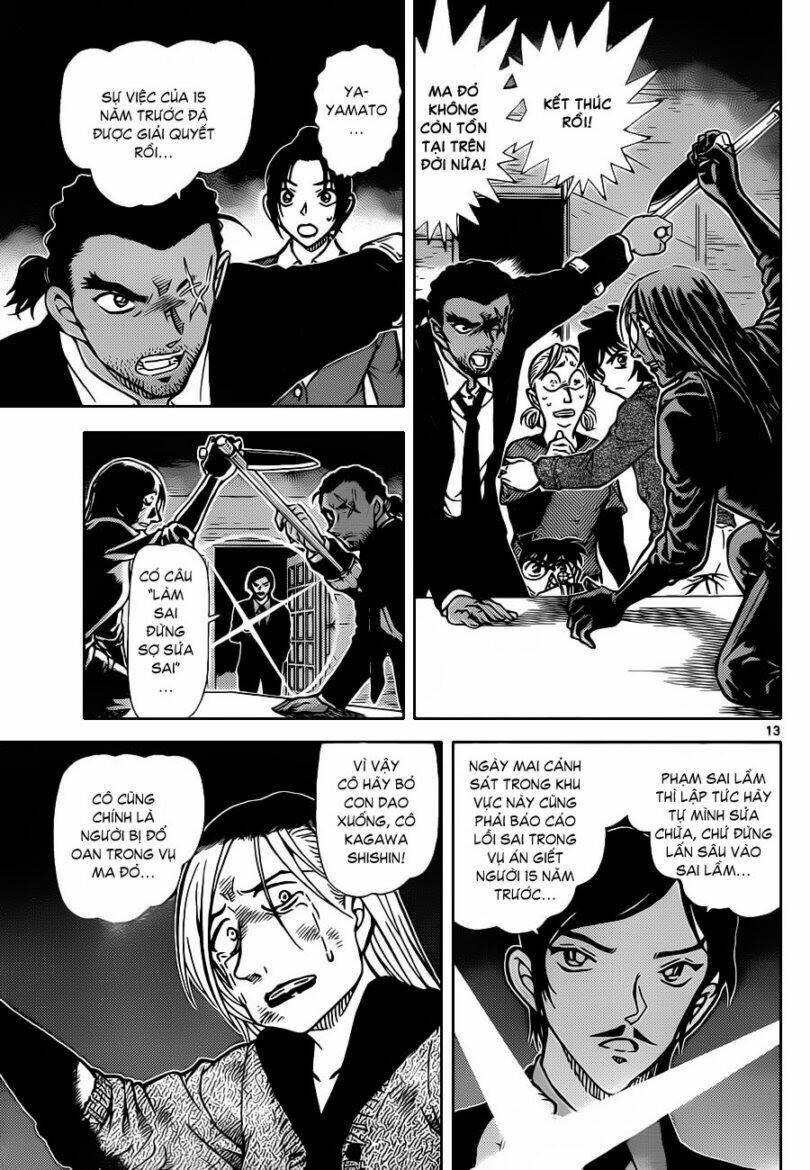 KẾT THÚC
RỒI!
MA ĐỎ
KHÔNG
CÒN TỒN
TẠI TRÊN
ĐỜI NỮA!
YA-
YAMATO
...
SỰ VIỆC CỦA 15
NĂM TRƯỚC ĐÃ
ĐƯỢC GIẢI QUYẾT
RỒI...
CÓ CÂU
"LÀM
SAI
ĐỪNG
SỢ SỬA
SAI"
...
13
PHẠM SAI LẦM
THÌ LẬP TỨC HÃY
TỰ MÌNH SỬA
CHỮA, CHỨ ĐỪNG
LẤN SÂU VÀO
SAI LẦM...
NGÀY MAI CẢNH
SÁT TRONG KHU
VỰC NÀY CŨNG
PHẢI BÁO CÁO
LỖI SAI TRONG
VỤ ÁN GIẾT
NGƯỜI 15 NĂM
TRƯỚC...
VÌ VẬY
CÔ HÃY BỎ
CON DAO
XUỐNG, CÔ
KAGAWA
SHISHIN!
CÔ CŨNG
CHÍNH LÀ
NGƯỜI BỊ ĐỔ
OAN TRONG VỤ
MA ĐỎ...